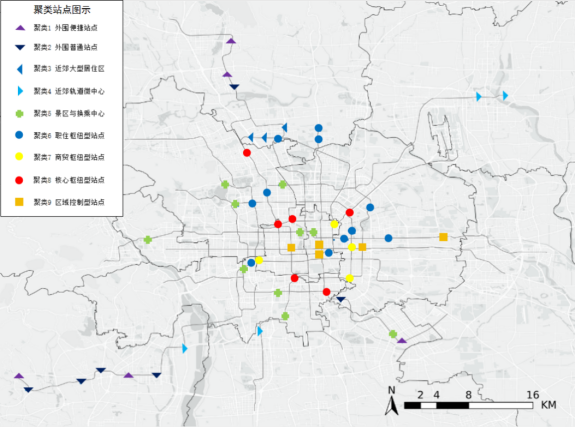 聚类站点图示
聚类1 外围便捷站点
聚类2 外围普通站点
聚类3 近郊大型居住区
聚类4 近郊轨道微中心
聚类5 景区与换乘中心
聚类6 职住枢纽型站点
聚类7 商贸枢纽型站点
聚类8 核心枢纽型站点
聚类9 区域控制型站点
N
2 4 8 16
KM